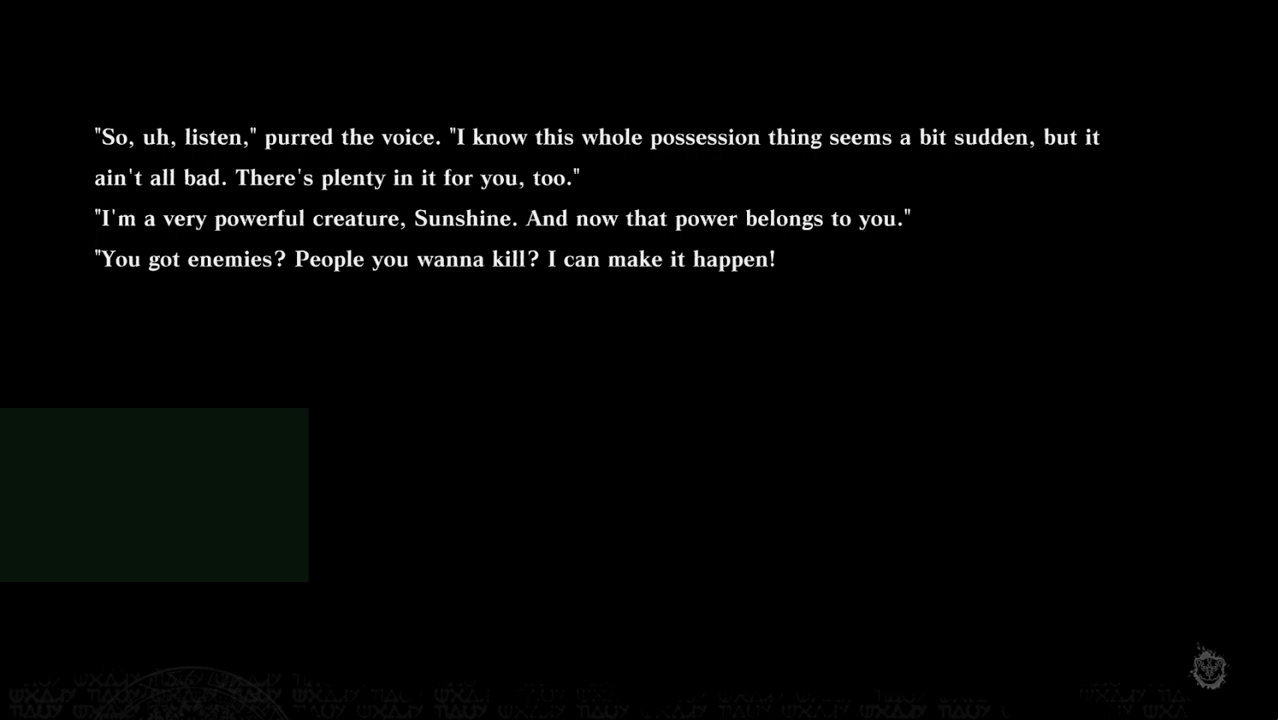 "So, uh, listen," purred the voice. "I know this whole possession thing seems a bit sudden, but it
ain't all bad. There's plenty in it for you, too."
"I'm a very powerful creature, Sunshine. And now that power belongs to you."
"You got enemies? People you wanna kill? I can make it happen!